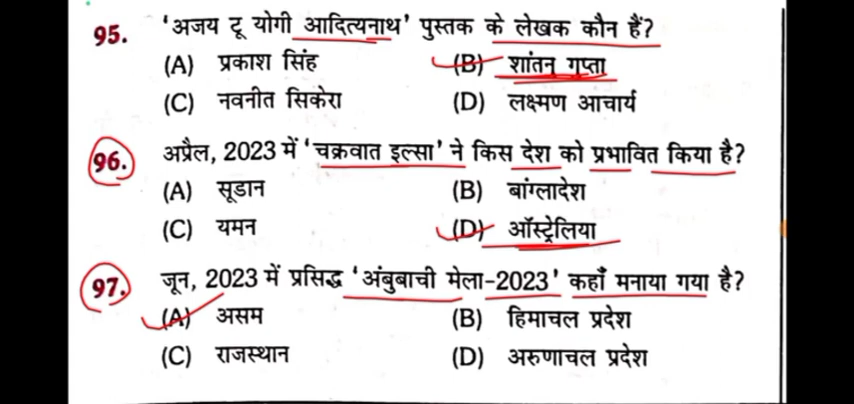 95. 'अजय टू योगी आदित्यनाथ' पुस्तक के लेखक कौन हैं?
(A) प्रकाश सिंह (B) शांतनु गुप्ता
(C) नवनीत सिकेरा (D) लक्ष्मण आचार्य
96. अप्रैल, 2023 में 'चक्रवात इल्सा' ने किस देश को प्रभावित किया है?
(A) सूडान (B) बांग्लादेश
(C) यमन (D) ऑस्ट्रेलिया
97. जून, 2023 में प्रसिद्ध 'अंबुबाची मेला-2023' कहाँ मनाया गया है?
(A) असम (B) हिमाचल प्रदेश
(C) राजस्थान (D) अरुणाचल प्रदेश